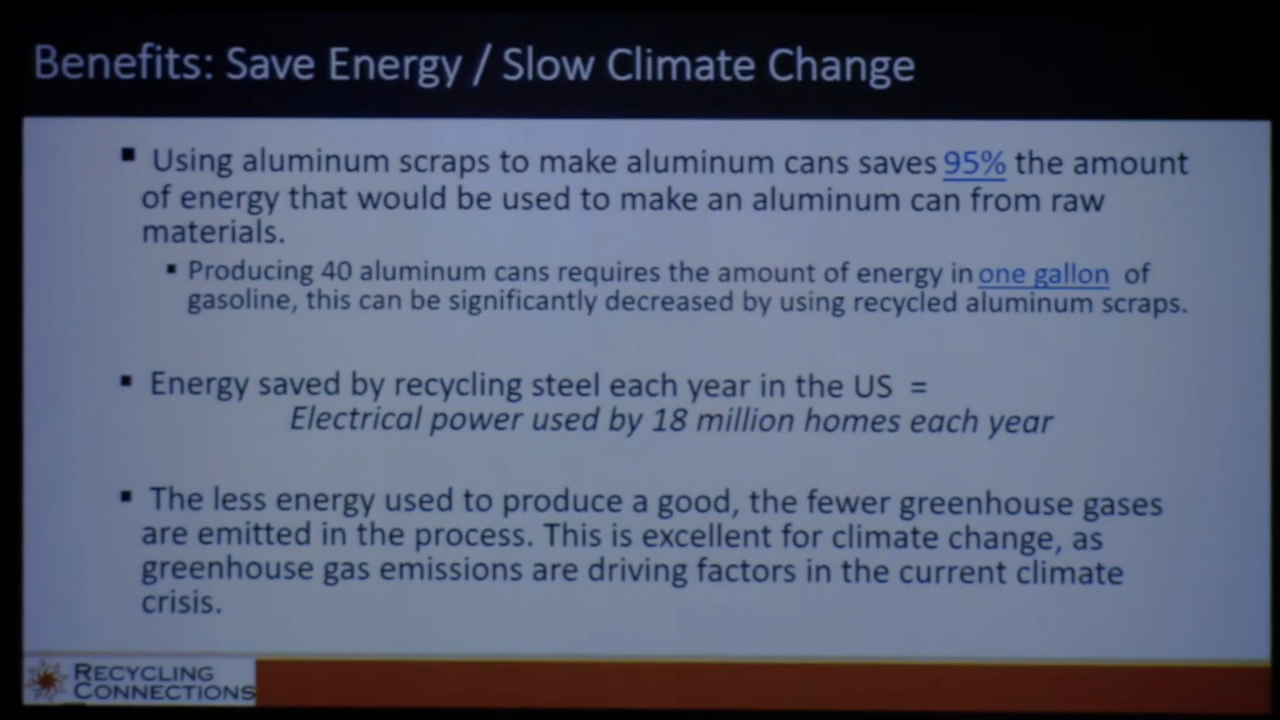 Benefits: Save Energy / Slow Climate Change
▪ Using aluminum scraps to make aluminum cans saves 95% the amount
of energy that would be used to make an aluminum can from raw
materials.
▪ Producing 40 aluminum cans requires the amount of energy in one gallon of
gasoline, this can be significantly decreased by using recycled aluminum scraps.
▪ Energy saved by recycling steel each year in the US =
Electrical power used by 18 million homes each year
▪ The less energy used to produce a good, the fewer greenhouse gases
are emitted in the process. This is excellent for climate change, as
greenhouse gas emissions are driving factors in the current climate
crisis.
RECYCLING
CONNECTIONS